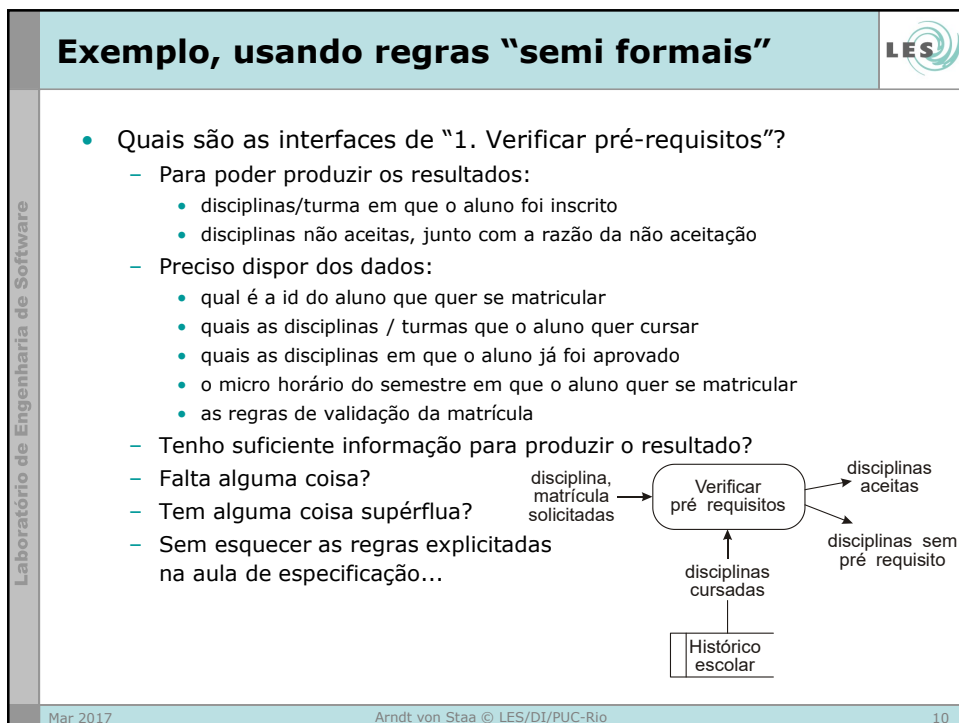 Exemplo, usando regras “semi formais”
LES
Laboratório de Engenharia de Software
• Quais são as interfaces de “1. Verificar pré-requisitos”?
– Para poder produzir os resultados:
• disciplinas/turma em que o aluno foi inscrito
• disciplinas não aceitas, junto com a razão da não aceitação
– Preciso dispor dos dados:
• qual é a id do aluno que quer se matricular
• quais as disciplinas / turmas que o aluno quer cursar
• quais as disciplinas em que o aluno já foi aprovado
• o micro horário do semestre em que o aluno quer se matricular
• as regras de validação da matrícula
– Tenho suficiente informação para produzir o resultado?
– Falta alguma coisa?
– Tem alguma coisa supérflua?
– Sem esquecer as regras explicitadas
na aula de especificação...
disciplina,
matrícula
solicitadas
Verificar
pré requisitos
disciplinas
aceitas
disciplinas sem
pré requisito
disciplinas
cursadas
Histórico
escolar
Mar 2017
Arndt von Staa © LES/DI/PUC-Rio
10